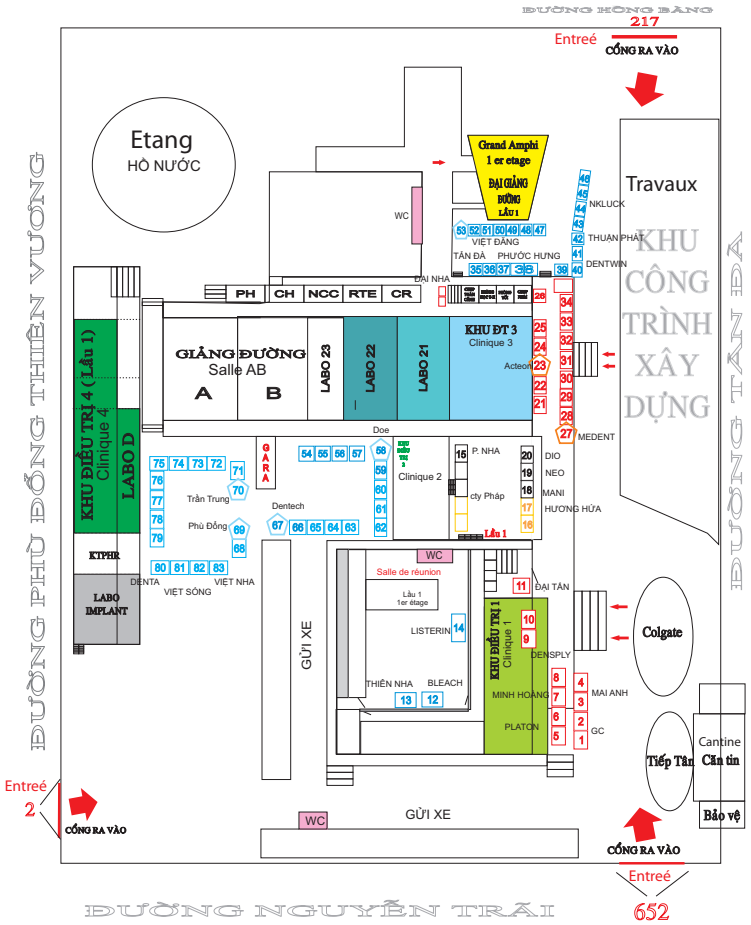 ĐƯỜNG HỒNG BÀNG
217
Entreé
CỔNG RA VÀO
Etang
HỒ NƯỚC
Grand Amphi
1 er etage
ĐẠI GIẢNG
ĐƯỜNG
LẦU 1
Travaux
KHU
CÔNG
TRÌNH
XÂY
DỰNG
WC
46
45
44
43
42
41
40
NKLUCK
THUẬN PHÁT
DENTWIN
53 52 51 50 49 48 47
VIỆT ĐĂNG
TÂN ĐÀ PHƯỚC HƯNG
35 36 37 38 39
ĐẠI NHA
PH CH NCC RTE CR
26
34
33
32
31
30
29
28
27
MEDENT
25
24
Acteon 23
22
21
GIẢNG ĐƯỜNG
Salle AB
A B
LABO 23
LABO 22
LABO 21
KHU ĐT 3
Clinique 3
KHU ĐIỀU TRỊ 4 ( Lầu 1)
Clinique 4
LABO D
KTPHR
LABO
IMPLANT
Doe
GARA
54 55 56 57 58
59
60
61
62
KHU
ĐIỀU
TRỊ
2
Clinique 2
15 P. NHA
cty Pháp
20 DIO
19 NEO
18 MANI
17 HƯƠNG HỨA
16
Lầu 1
75 74 73 72
76
77
78
79
71
70
Trần Trung
Phù Đổng 69
68
Dentech
67 66 65 64 63
80 81 82 83
DENTA VIỆT NHA
VIỆT SÓNG
WC
Salle de réunion
Lầu 1
1er étage
LISTERIN 14
THIÊN NHA BLEACH
13 12
GỬI XE
11 ĐẠI TÂN
KHU ĐIỀU TRỊ 1
Clinique 1
10
9
DENSPLY
8
7
6
5
MINH HOÀNG
PLATON
4
3
2
1
MAI ANH
GC
Colgate
Tiếp Tân
Cantine
Căn tin
Bảo vệ
Entreé
2
CỔNG RA VÀO
WC
GỬI XE
CỔNG RA VÀO
Entreé
652
ĐƯỜNG PHÙ ĐỔNG THIÊN VƯƠNG
ĐƯỜNG TẢN ĐÀ
ĐƯỜNG NGUYỄN TRÃI